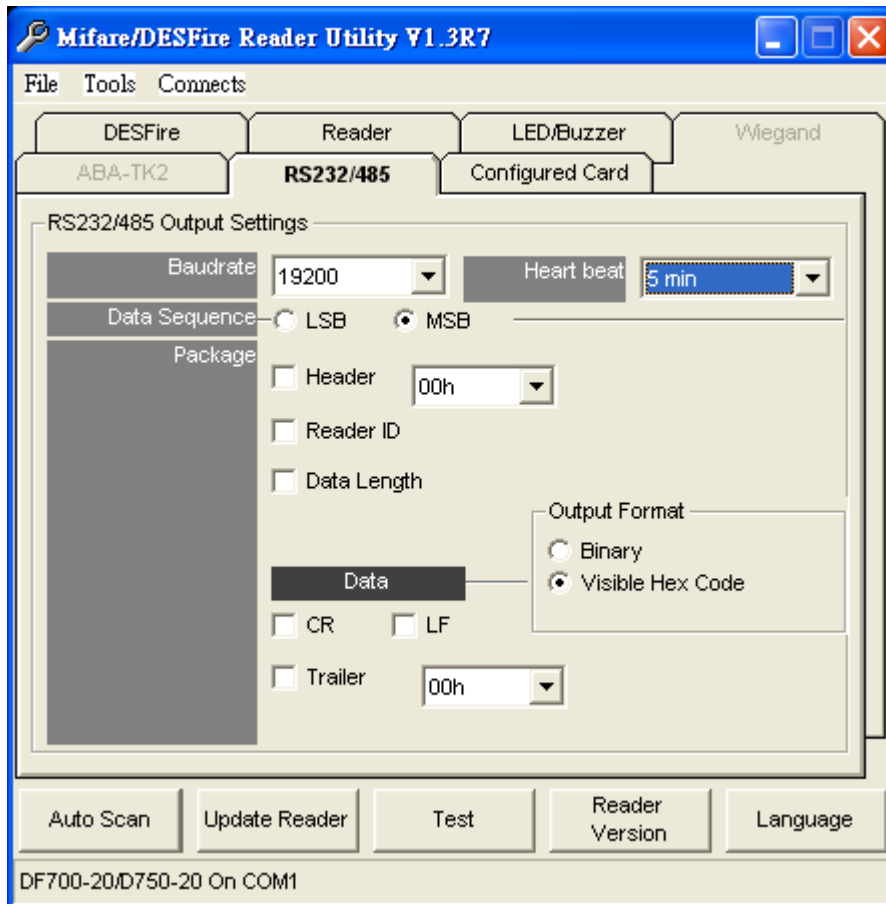 Mifare/DESFire Reader Utility V1.3R7
File Tools Connects
DESFire Reader LED/Buzzer Wiegand
ABA-TK2 RS232/485 Configured Card
RS232/485 Output Settings
Baudrate 19200 Heart beat 5 min
Data Sequence LSB MSB
Package
Header 00h
Reader ID
Data Length
Output Format
Binary
Data Visible Hex Code
CR LF
Trailer 00h
Auto Scan Update Reader Test Reader Version Language
DF700-20/D750-20 On COM1